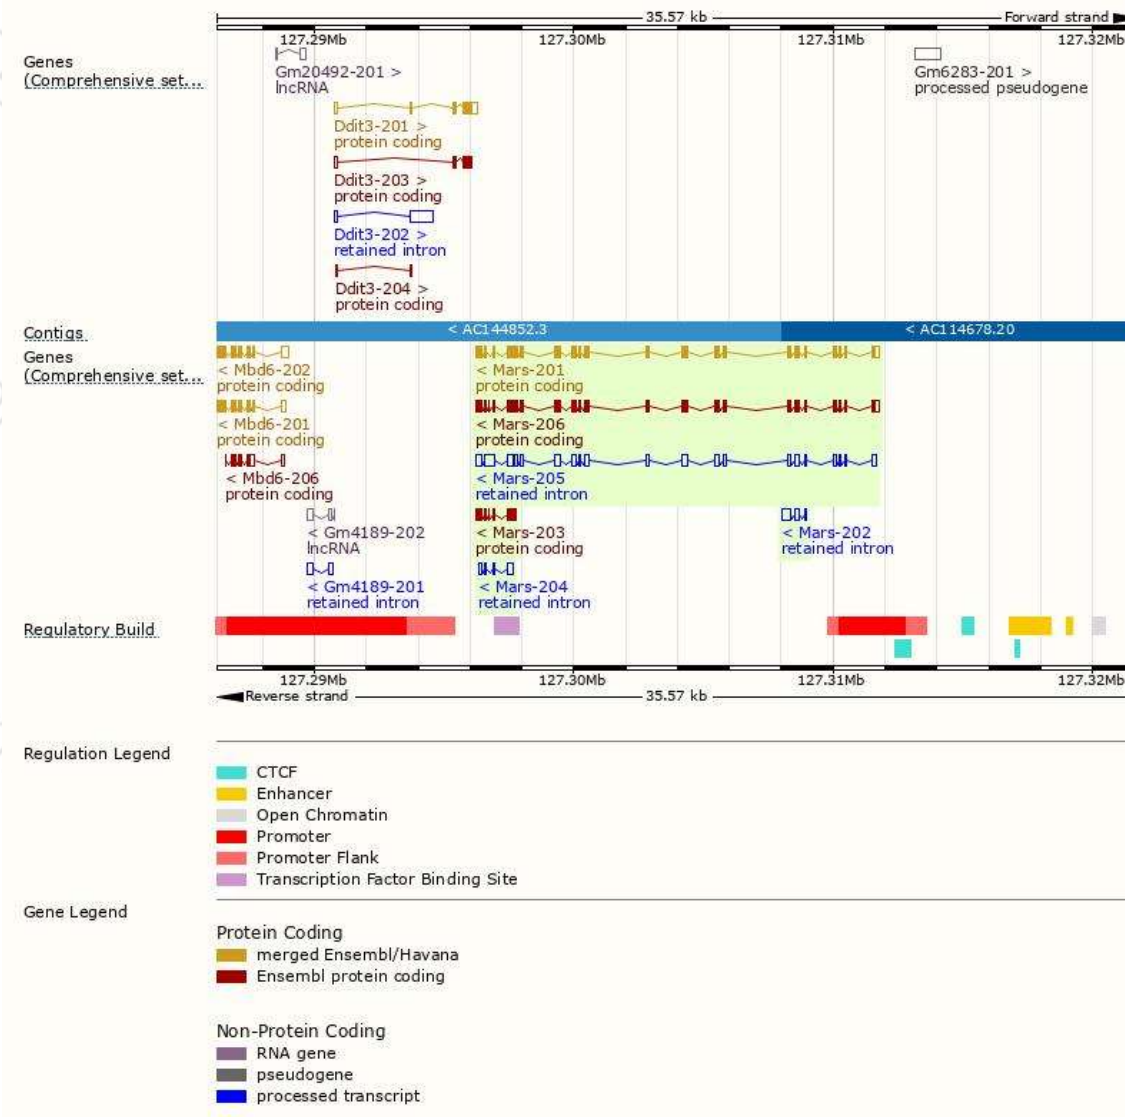 35.57 kb Forward strand
127.29Mb 127.30Mb 127.31Mb 127.32Mb
Genes
(Comprehensive set...
Gm20492-201 >
lncRNA
Gm6283-201 >
processed pseudogene
Ddit3-201 >
protein coding
Ddit3-203 >
protein coding
Ddit3-202 >
retained intron
Ddit3-204 >
protein coding
Contigs < AC144852.3 < AC114678.20
Genes
(Comprehensive set...
< Mbd6-202 < Mars-201
protein coding protein coding
< Mbd6-201 < Mars-206
protein coding protein coding
< Mbd6-206 < Mars-205
protein coding retained intron
< Gm4189-202 < Mars-203 < Mars-202
lncRNA protein coding retained intron
< Gm4189-201 < Mars-204
retained intron retained intron
Regulatory Build
127.29Mb 127.30Mb 127.31Mb 127.32Mb
Reverse strand 35.57 kb
Regulation Legend
CTCF
Enhancer
Open Chromatin
Promoter
Promoter Flank
Transcription Factor Binding Site
Gene Legend
Protein Coding
merged Ensembl/Havana
Ensembl protein coding
Non-Protein Coding
RNA gene
pseudogene
processed transcript